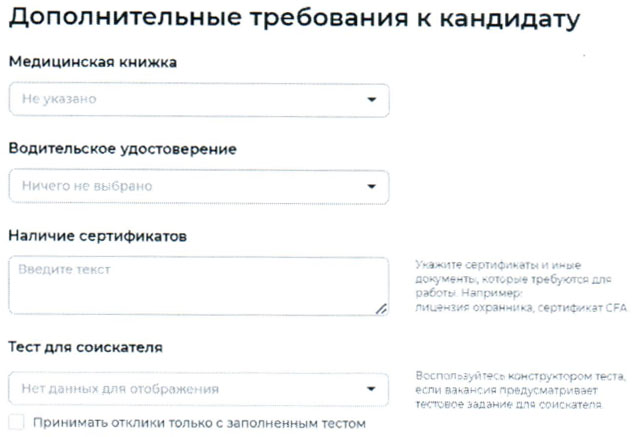 Дополнительные требования к кандидату
Медицинская книжка
Не указано
Водительское удостоверение
Ничего не выбрано
Наличие сертификатов
Введите текст
Укажите сертификаты и иные
документы, которые требуются для
работы. Например:
лицензия охранника, сертификат CFA
Тест для соискателя
Нет данных для отображения
Воспользуйтесь конструктором теста,
если вакансия предусматривает
тестовое задание для соискателя
Принимать отклики только с заполненным тестом